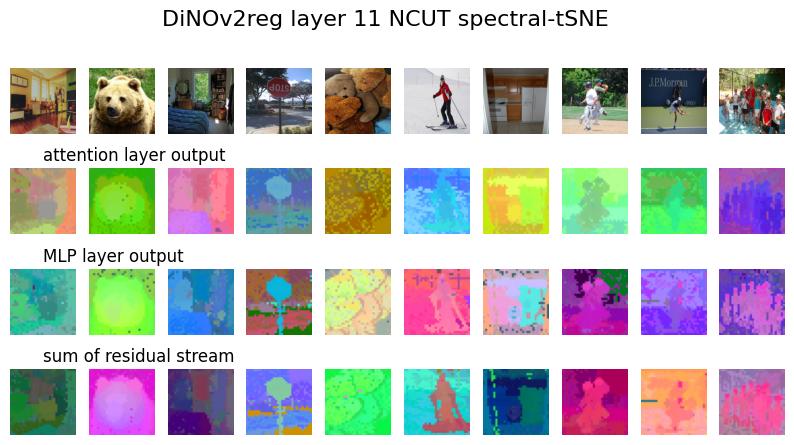 DiNOv2reg layer 11 NCUT spectral-tSNE
STOP
J.P.Morgan
attention layer output
MLP layer output
sum of residual stream